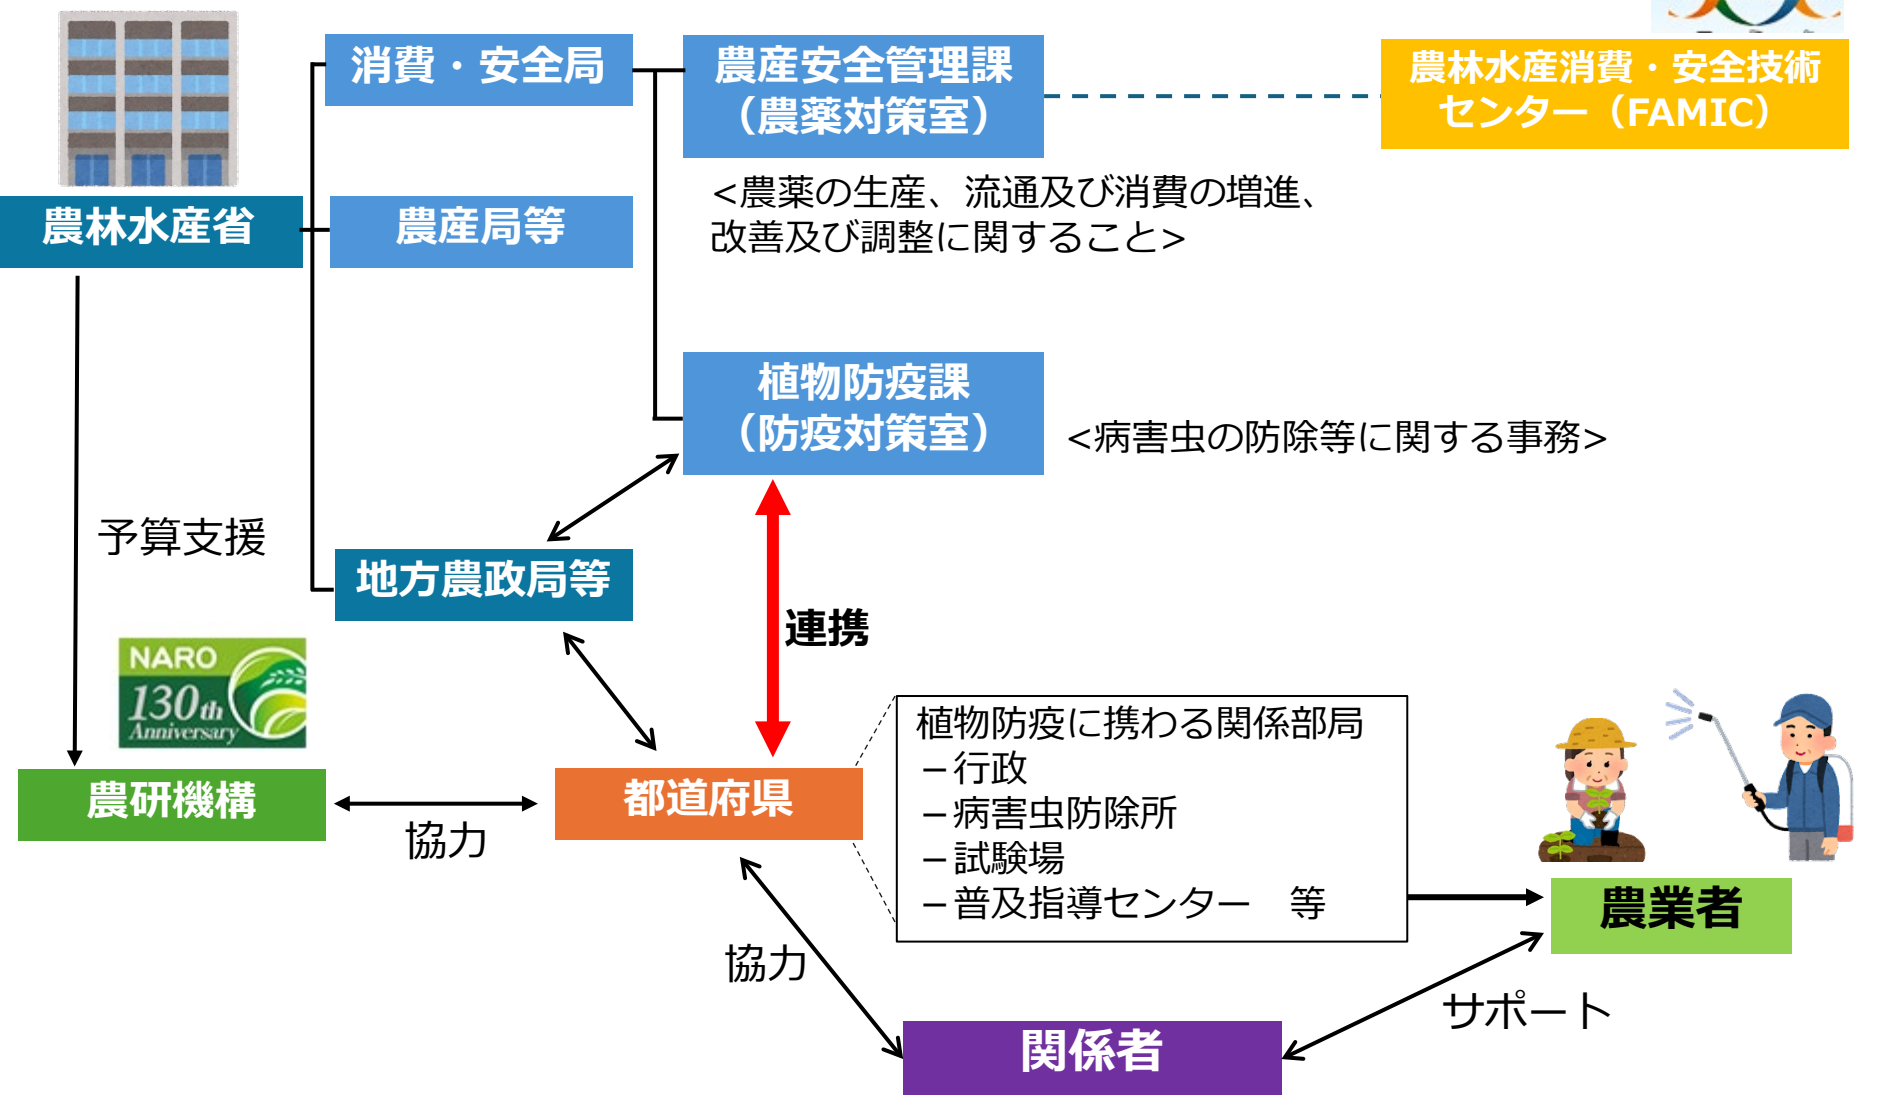 消費・安全局
農産安全管理課
（農薬対策室）
農林水産消費・安全技術
センター（FAMIC）
<農薬の生産、流通及び消費の増進、
改善及び調整に関すること>
農林水産省
農産局等
植物防疫課
（防疫対策室）
<病害虫の防除等に関する事務>
予算支援
地方農政局等
連携
NARO
130th
Anniversary
農研機構
協力
都道府県
植物防疫に携わる関係部局
－行政
－病害虫防除所
－試験場
－普及指導センター　等
農業者
協力
サポート
関係者